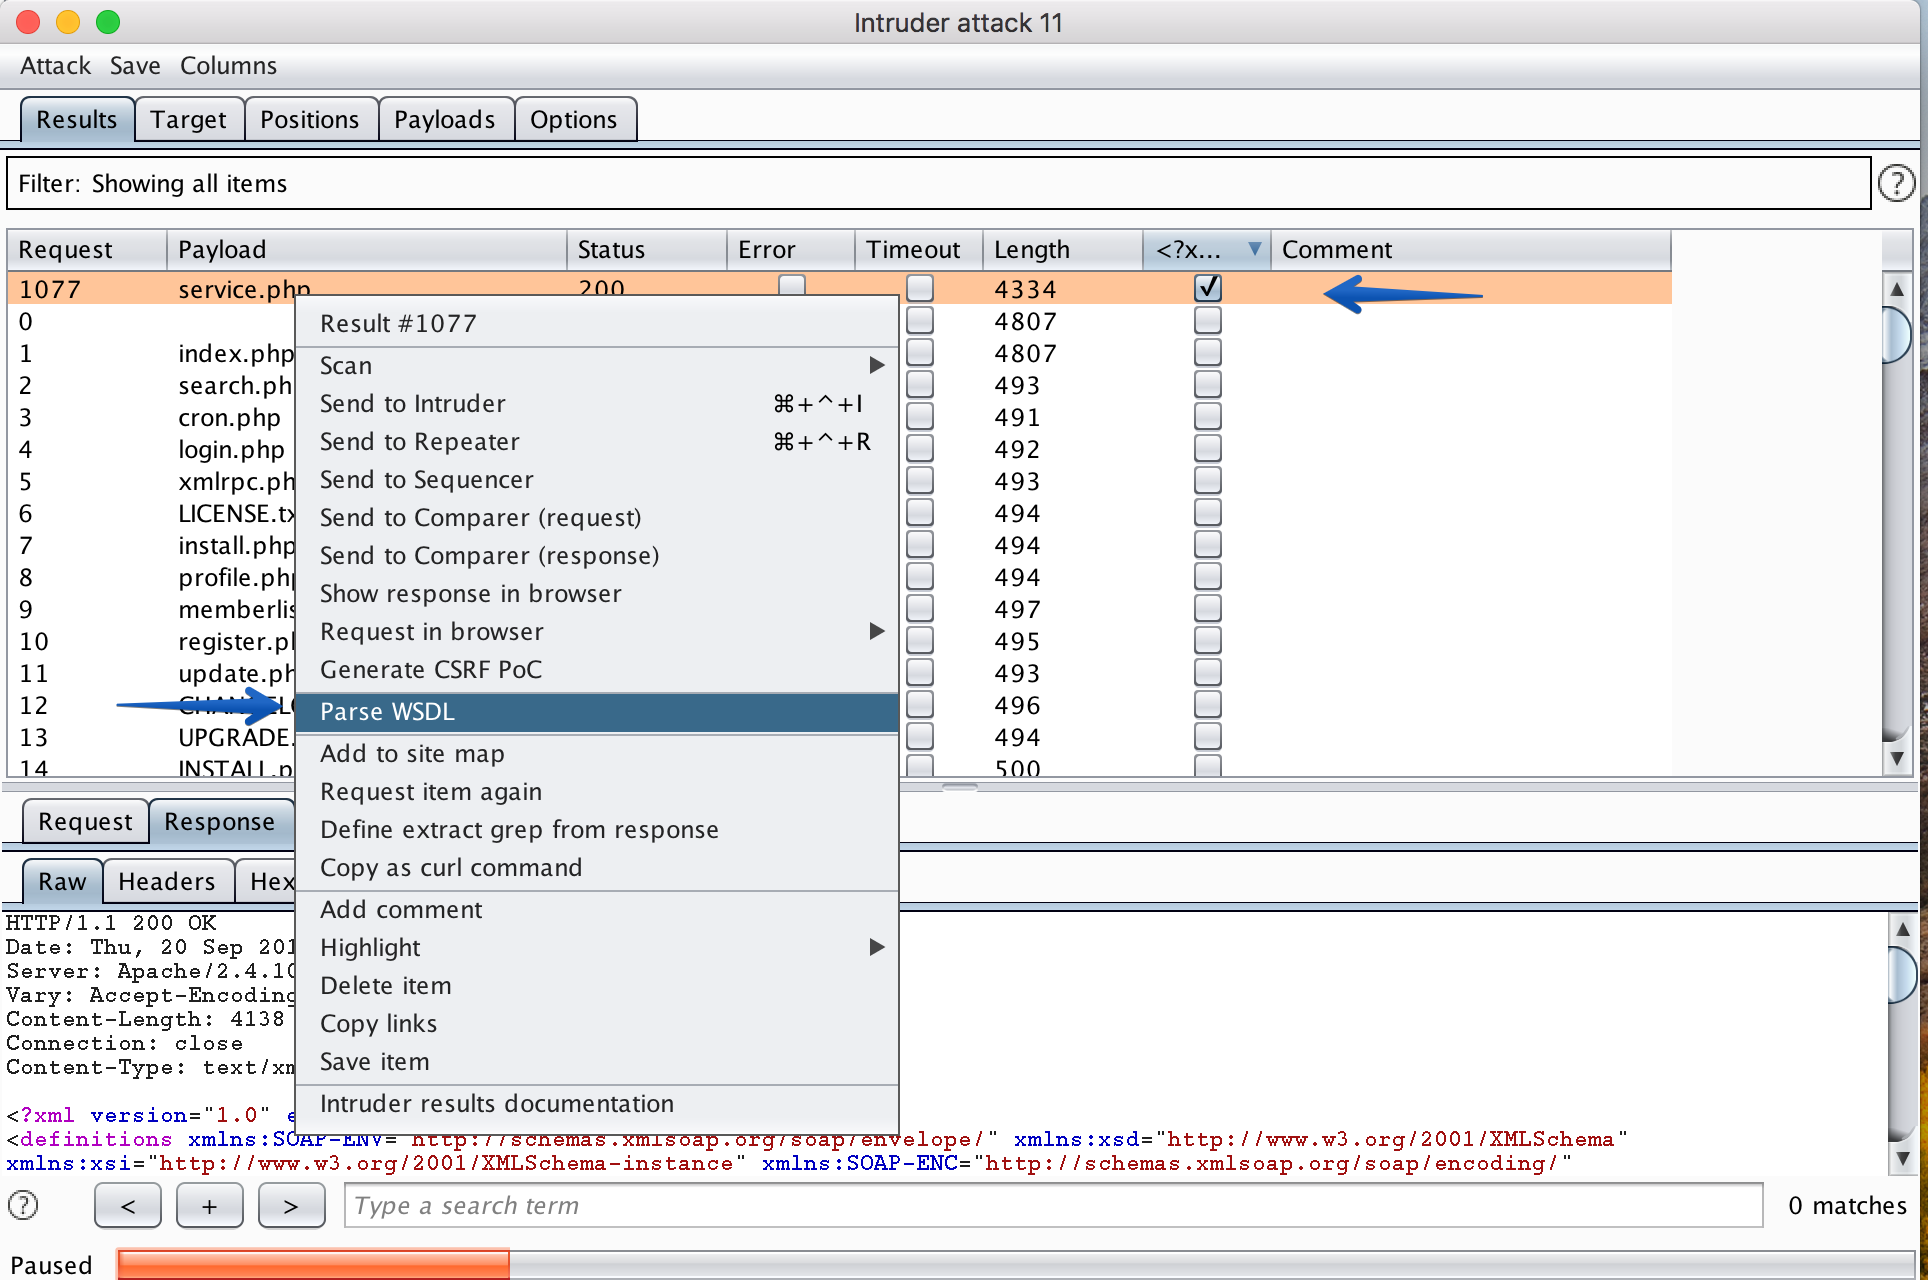 Intruder attack 11
Attack Save Columns
Results Target Positions Payloads Options
Filter: Showing all items
?
Request Payload Status Error Timeout Length <?x... Comment
1077 service.php 200 4334
0 4807
1 index.php 4807
2 search.ph 493
3 cron.php 491
4 login.php 492
5 xmlrpc.ph 493
6 LICENSE.tx 494
7 install.php 494
8 profile.php 494
9 memberlis 497
10 register.p 495
11 update.ph 493
12 496
13 UPGRADE. 494
14 INSTALL.p 500
Result #1077
Scan
Send to Intruder ⌘+^+I
Send to Repeater ⌘+^+R
Send to Sequencer
Send to Comparer (request)
Send to Comparer (response)
Show response in browser
Request in browser
Generate CSRF PoC
Parse WSDL
Add to site map
Request item again
Define extract grep from response
Copy as curl command
Add comment
Highlight
Delete item
Copy links
Save item
Intruder results documentation
Request Response
Raw Headers Hex
HTTP/1.1 200 OK
Date: Thu, 20 Sep 201
Server: Apache/2.4.10
Vary: Accept-Encoding
Content-Length: 4138
Connection: close
Content-Type: text/xm
<?xml version="1.0" e
<definitions xmlns:SOAP-ENV="http://schemas.xmlsoap.org/soap/envelope/" xmlns:xsd="http://www.w3.org/2001/XMLSchema"
xmlns:xsi="http://www.w3.org/2001/XMLSchema-instance" xmlns:SOAP-ENC="http://schemas.xmlsoap.org/soap/encoding/"
? < + > Type a search term 0 matches
Paused